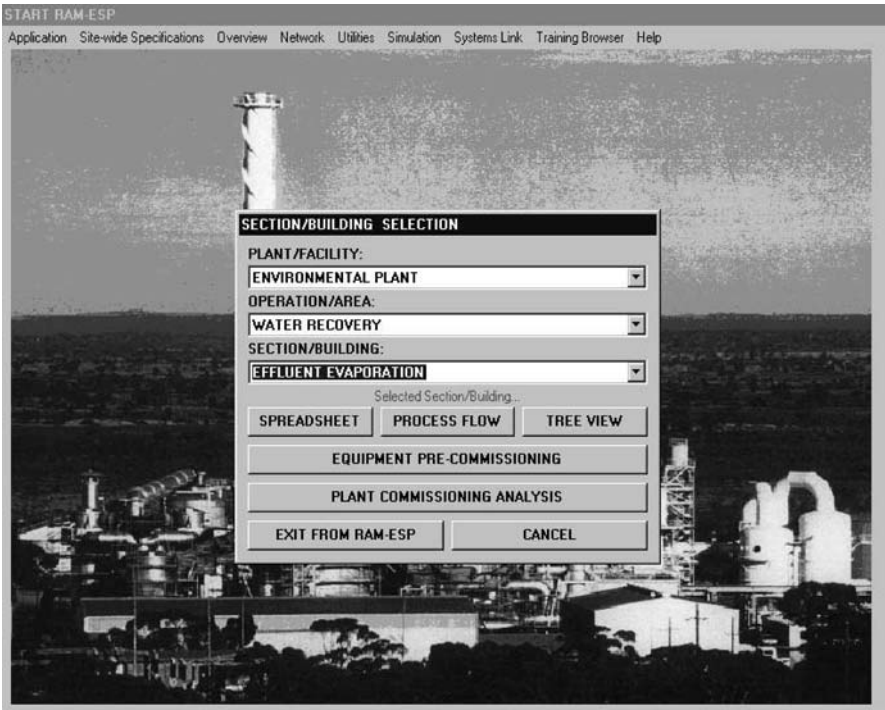 START RAM-ESP
Application Site-wide Specifications Overview Network Utilities Simulation Systems Link Training Browser Help
SECTION/BUILDING SELECTION
PLANT/FACILITY:
ENVIRONMENTAL PLANT
OPERATION/AREA:
WATER RECOVERY
SECTION/BUILDING:
EFFLUENT EVAPORATION
Selected Section/Building...
SPREADSHEET PROCESS FLOW TREE VIEW
EQUIPMENT PRE-COMMISSIONING
PLANT COMMISSIONING ANALYSIS
EXIT FROM RAM-ESP CANCEL